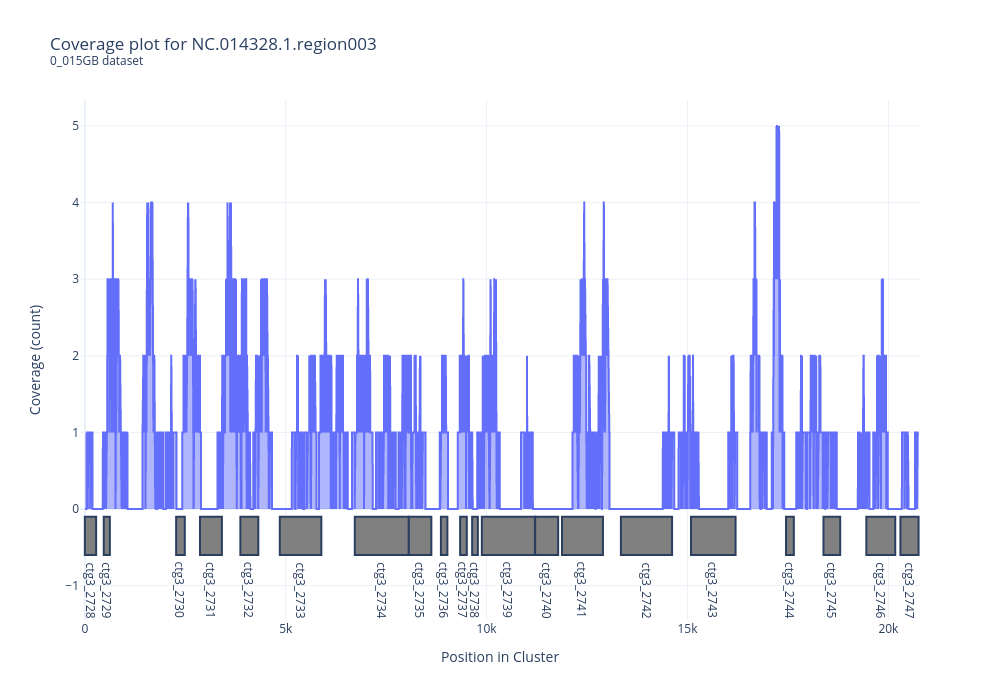 Coverage plot for NC.014328.1.region003
0_015GB dataset
Coverage (count)
5
4
3
2
1
0
−1
ctg3_2728
ctg3_2729
ctg3_2730
ctg3_2731
ctg3_2732
ctg3_2733
ctg3_2734
ctg3_2735
ctg3_2736
ctg3_2737
ctg3_2738
ctg3_2739
ctg3_2740
ctg3_2741
ctg3_2742
ctg3_2743
ctg3_2744
ctg3_2745
ctg3_2746
ctg3_2747
0 5k 10k 15k 20k
Position in Cluster